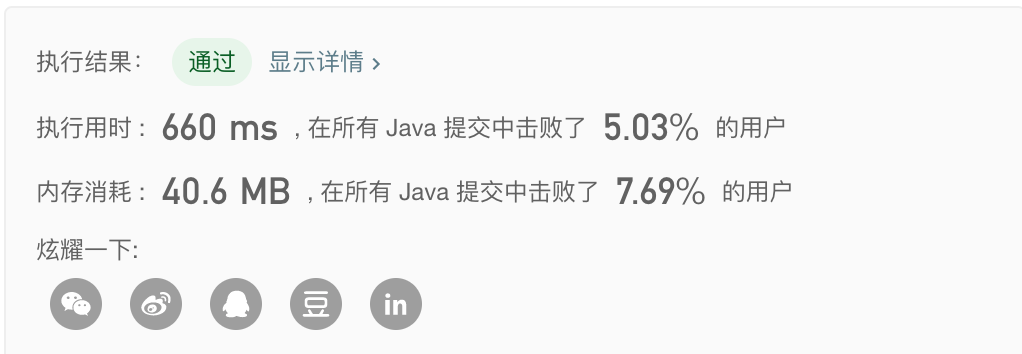 执行结果： 通过 显示详情 ›
执行用时： 660 ms , 在所有 Java 提交中击败了 5.03% 的用户
内存消耗： 40.6 MB , 在所有 Java 提交中击败了 7.69% 的用户
炫耀一下:
豆 in